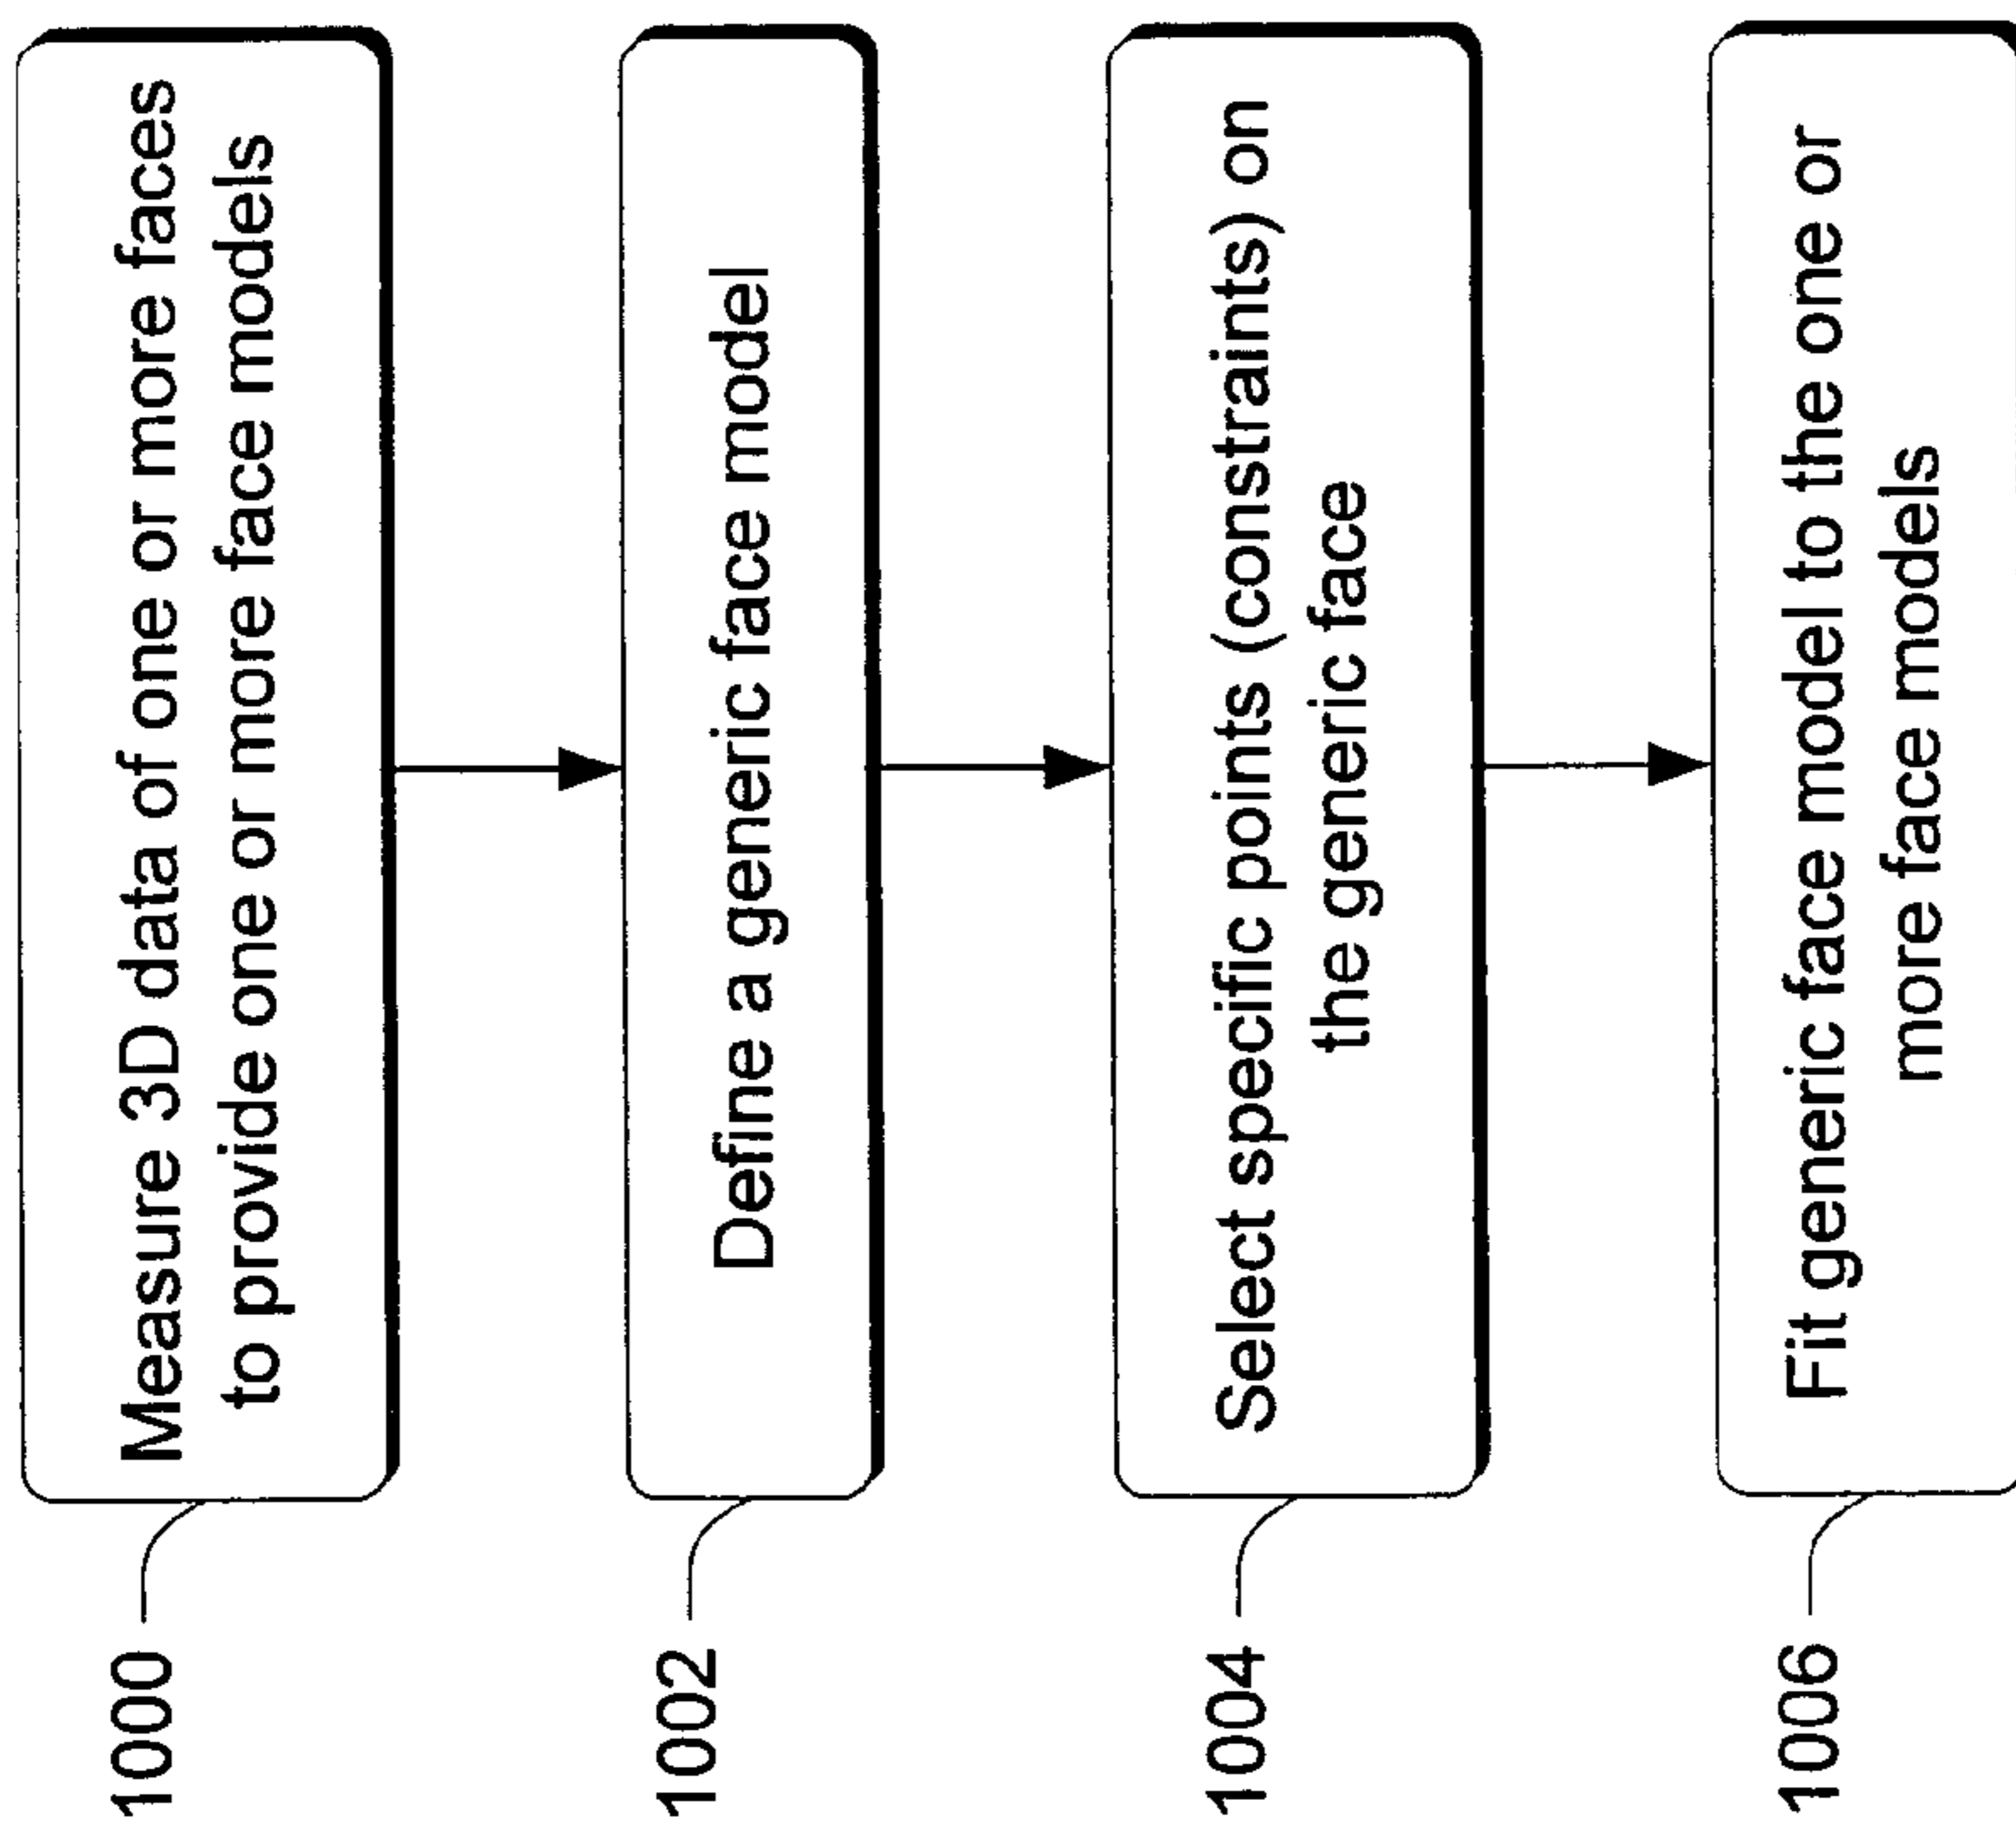 1000
Measure 3D data of one or more faces
to provide one or more face models
1002
Define a generic face model
1004
Select specific points (constraints) on
the generic face
1006
Fit generic face model to the one or
more face models